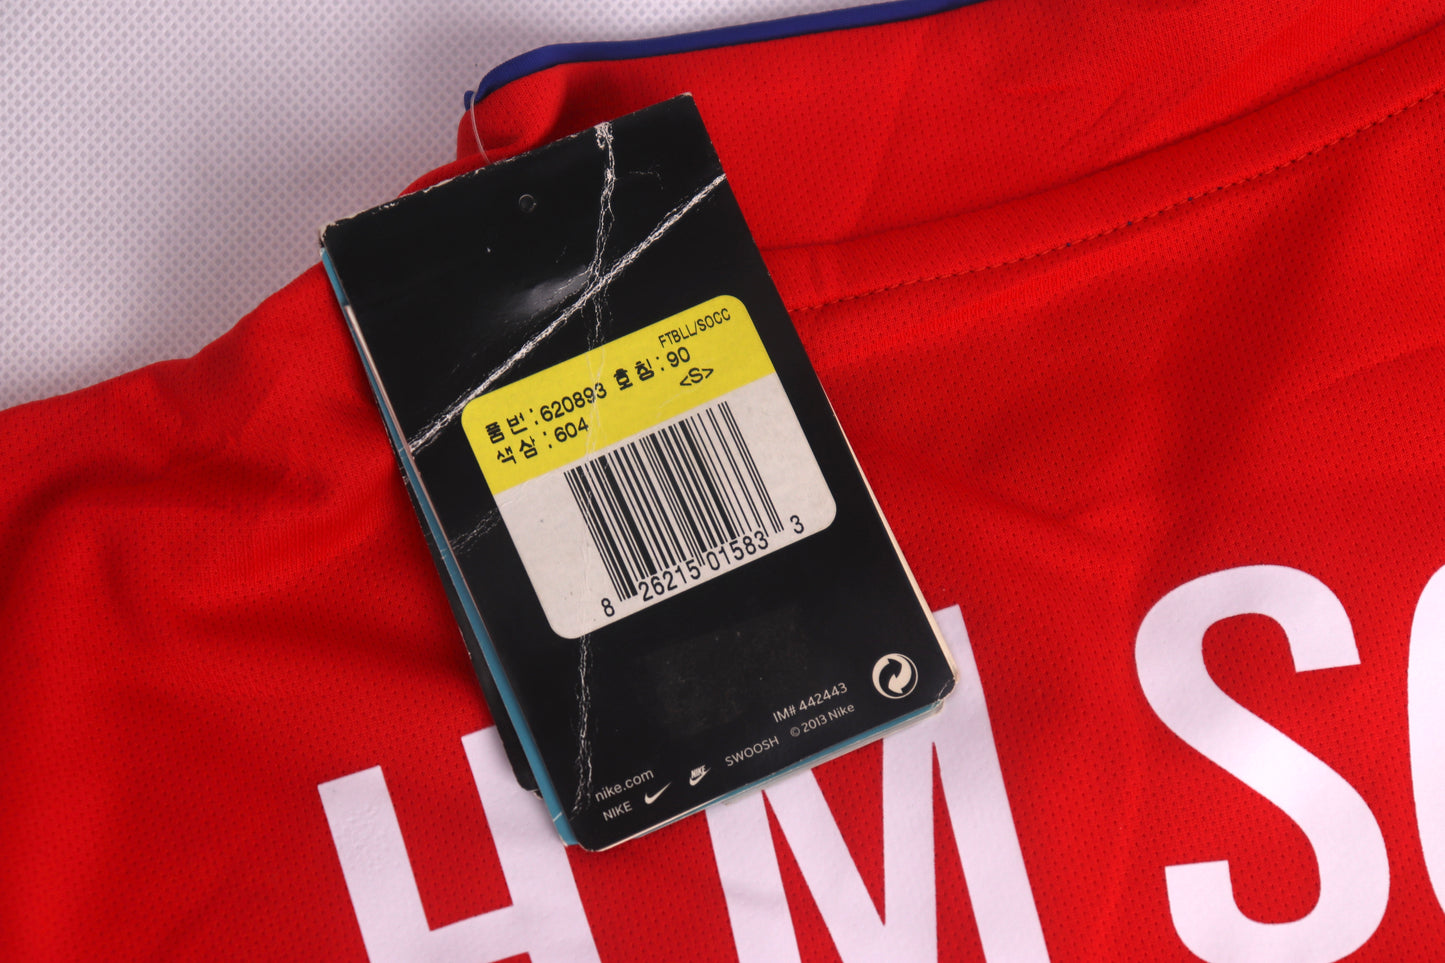 FTBLL/SOCC
품번:620893 호칭:90
색상:604 <S>
8 26215 01583 3
IM# 442443
nike.com
NIKE NIKE SWOOSH ©2013 Nike
H M S